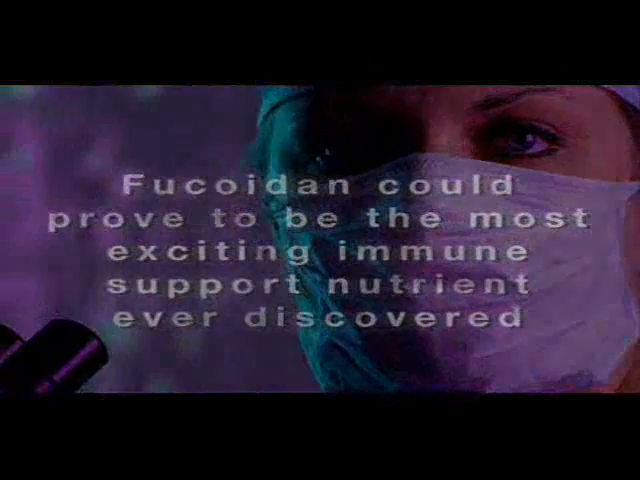 Fucoidan could
prove to be the most
exciting immune
support nutrient
ever discovered